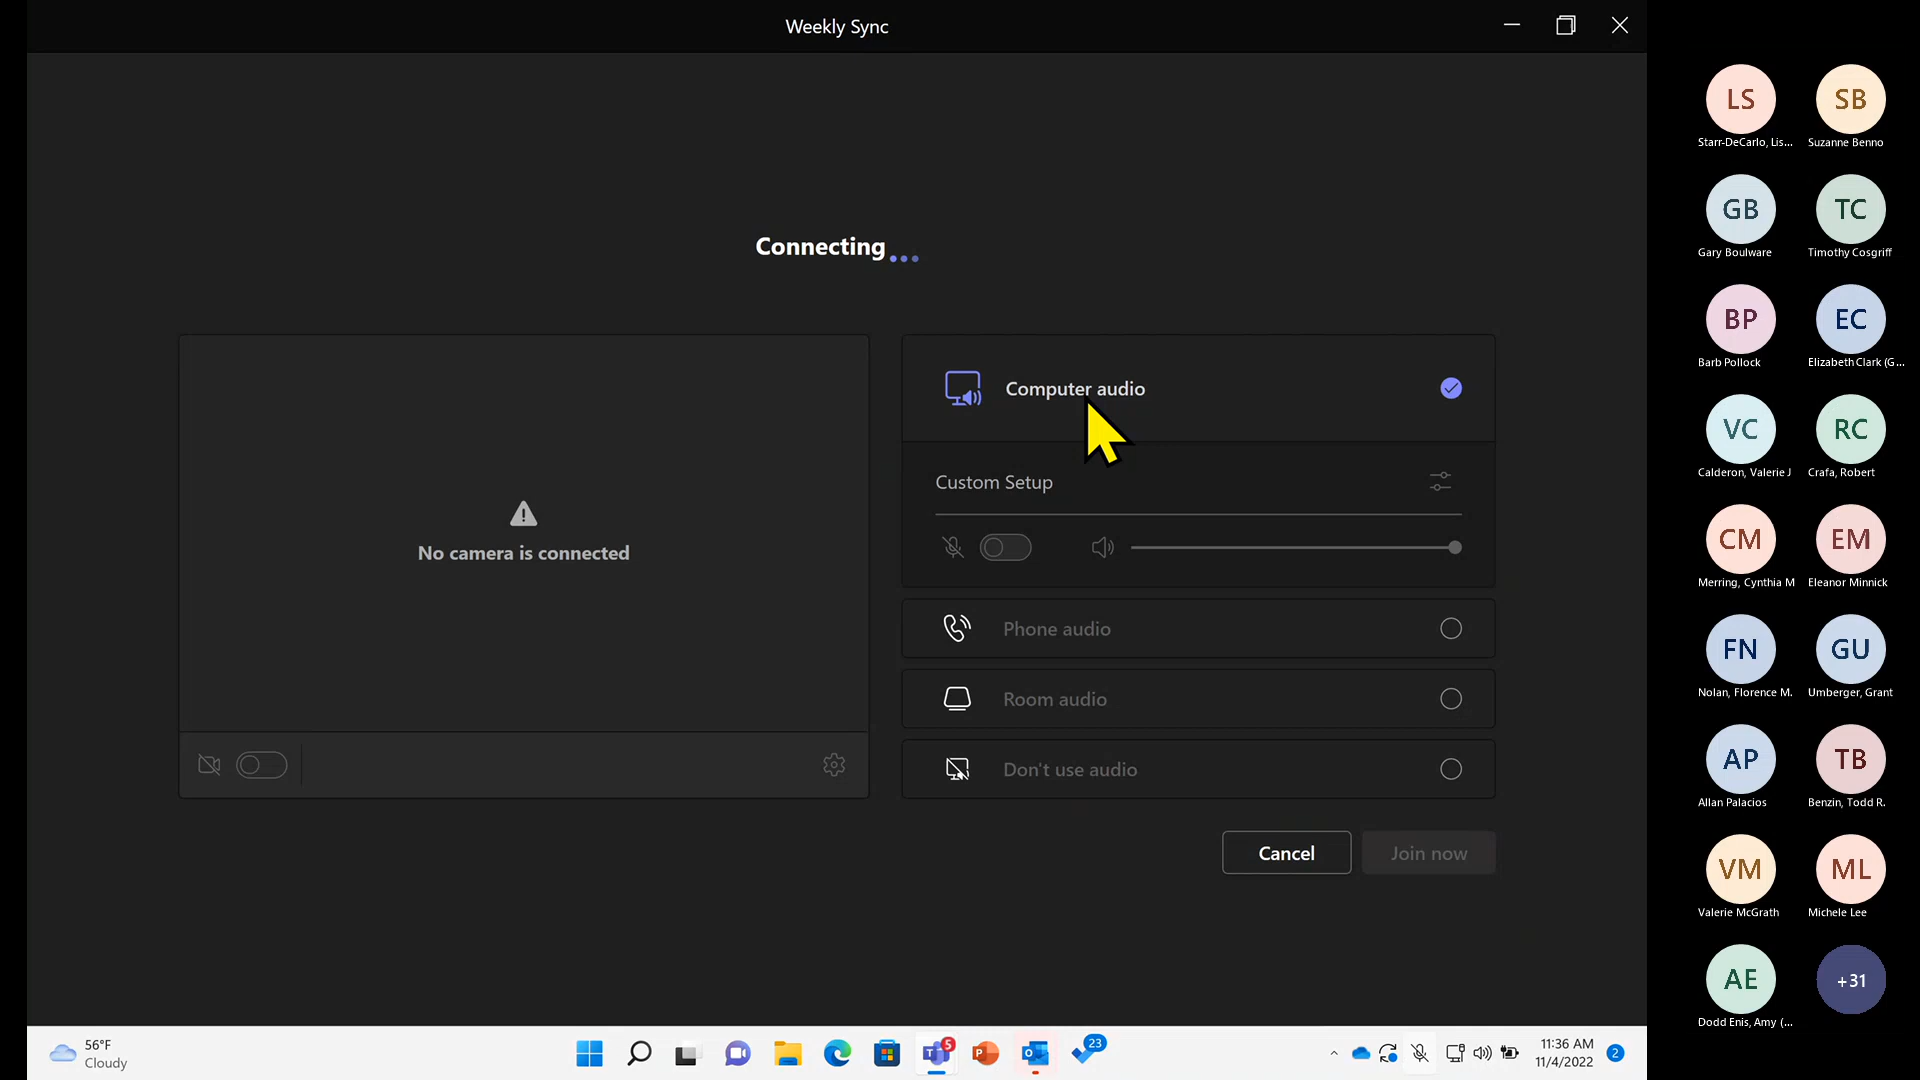 Weekly Sync
Connecting...
No camera is connected
Computer audio
Custom Setup
Phone audio
Room audio
Don't use audio
Cancel
Join now
LS
Starr-DeCarlo, Lis...
SB
Suzanne Benno
GB
Gary Boulware
TC
Timothy Cosgriff
BP
Barb Pollock
EC
Elizabeth Clark (G...
VC
Calderon, Valerie J
RC
Crafa, Robert
CM
Merring, Cynthia M
EM
Eleanor Minnick
FN
Nolan, Florence M.
GU
Umberger, Grant
AP
Allan Palacios
TB
Benzin, Todd R.
VM
Valerie McGrath
ML
Michele Lee
AE
Dodd Enis, Amy (...
+31
56°F
Cloudy
5
23
11:36 AM
11/4/2022
2